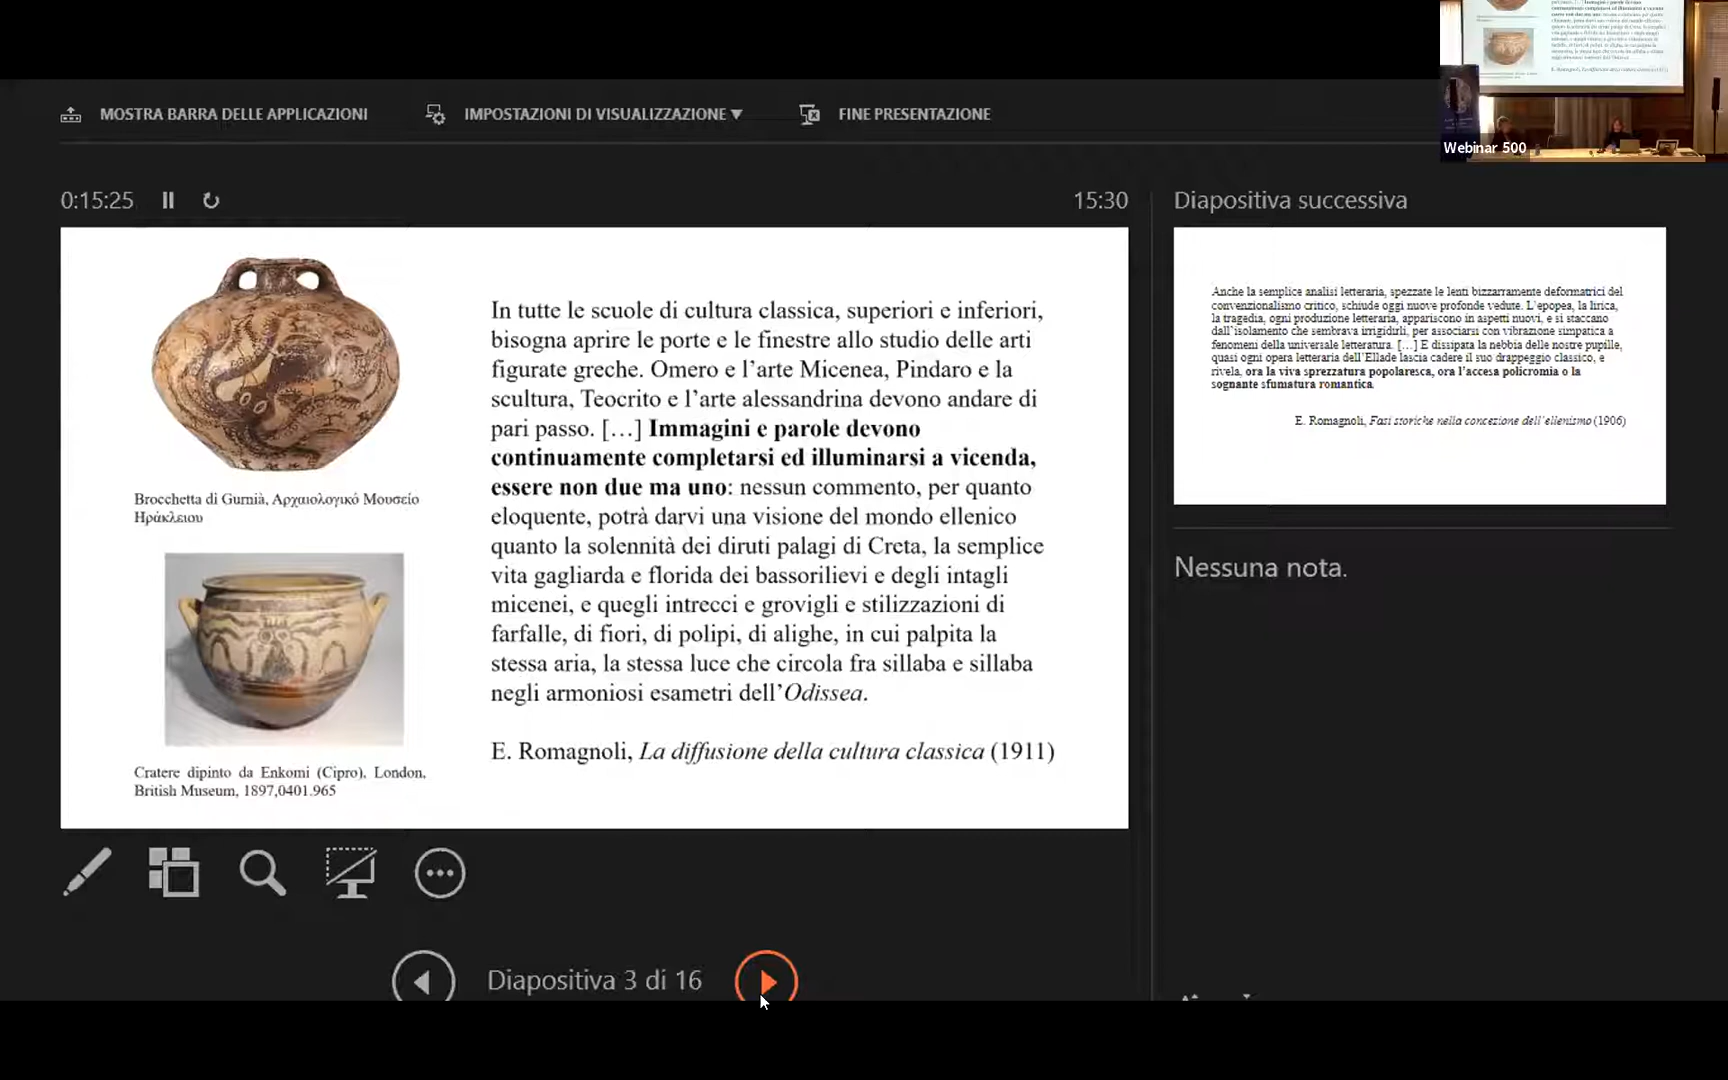 MOSTRA BARRA DELLE APPLICAZIONI
IMPOSTAZIONI DI VISUALIZZAZIONE ▼
FINE PRESENTAZIONE
Webinar 500
0:15:25
15:30
Diapositiva successiva
Brocchetta di Gurnià, Αρχαιολογικό Μουσείο
Ηράκλειου
Cratere dipinto da Enkomi (Cipro), London,
British Museum, 1897,0401.965
In tutte le scuole di cultura classica, superiori e inferiori,
bisogna aprire le porte e le finestre allo studio delle arti
figurate greche. Omero e l’arte Micenea, Pindaro e la
scultura, Teocrito e l’arte alessandrina devono andare di
pari passo. […] Immagini e parole devono
continuamente completarsi ed illuminarsi a vicenda,
essere non due ma uno: nessun commento, per quanto
eloquente, potrà darvi una visione del mondo ellenico
quanto la solennità dei diruti palagi di Creta, la semplice
vita gagliarda e florida dei bassorilievi e degli intagli
micenei, e quegli intrecci e grovigli e stilizzazioni di
farfalle, di fiori, di polipi, di alighe, in cui palpita la
stessa aria, la stessa luce che circola fra sillaba e sillaba
negli armoniosi esametri dell’Odissea.
E. Romagnoli, La diffusione della cultura classica (1911)
Anche la semplice analisi letteraria, spezzate le lenti bizzarramente deformatrici del
convenzionalismo critico, schiude oggi nuove profonde vedute. L’epopea, la lirica,
la tragedia, ogni produzione letteraria, appariscono in aspetti nuovi, e si staccano
dall’isolamento che sembrava irrigidirli, per associarsi con vibrazione simpatica a
fenomeni della universale letteratura. […] E dissipata la nebbia delle nostre pupille,
quasi ogni opera letteraria dell’Ellade lascia cadere il suo drappeggio classico, e
rivela, ora la viva sprezzatura popolaresca, ora l’accesa policromia o la
sognante sfumatura romantica.
E. Romagnoli, Fasi storiche nella concezione dell’ellenismo (1906)
Nessuna nota.
Diapositiva 3 di 16